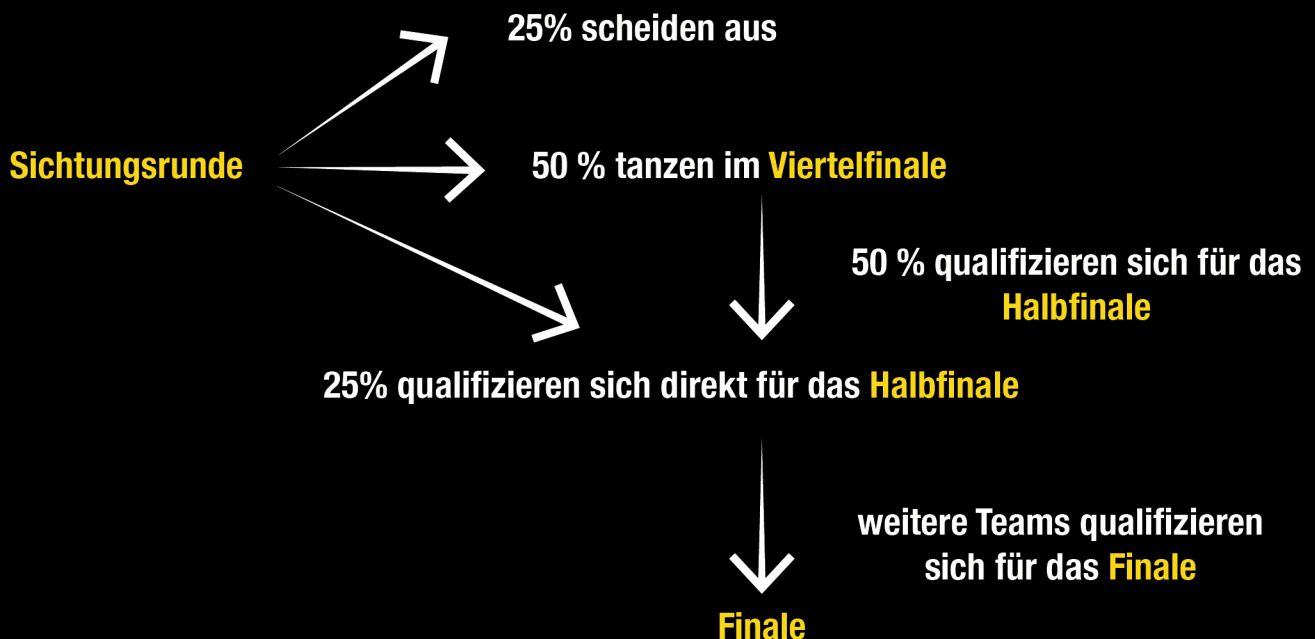 25% scheiden aus
Sichtungsrunde
50 % tanzen im Viertelfinale
50 % qualifizieren sich für das
Halbfinale
25% qualifizieren sich direkt für das Halbfinale
weitere Teams qualifizieren
sich für das Finale
Finale